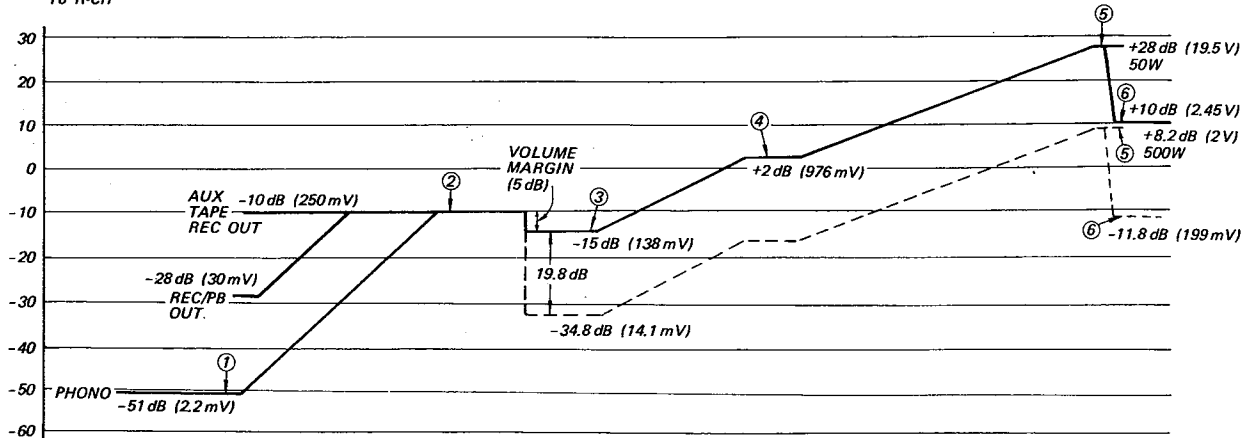 30
20
10
0
-10
-20
-30
-40
-50
-60
⑤
+28 dB (19.5 V)
50W
⑥
+10 dB (2.45 V)
+8.2 dB (2 V)
⑤
500W
④
+2 dB (976 mV)
VOLUME
MARGIN
(5 dB)
②
③
AUX
TAPE
REC OUT
-10 dB (250 mV)
-15 dB (138 mV)
⑥
-11.8 dB (199 mV)
19.8 dB
-28 dB (30 mV)
REC/PB
OUT.
-34.8 dB (14.1 mV)
①
PHONO
-51 dB (2.2 mV)